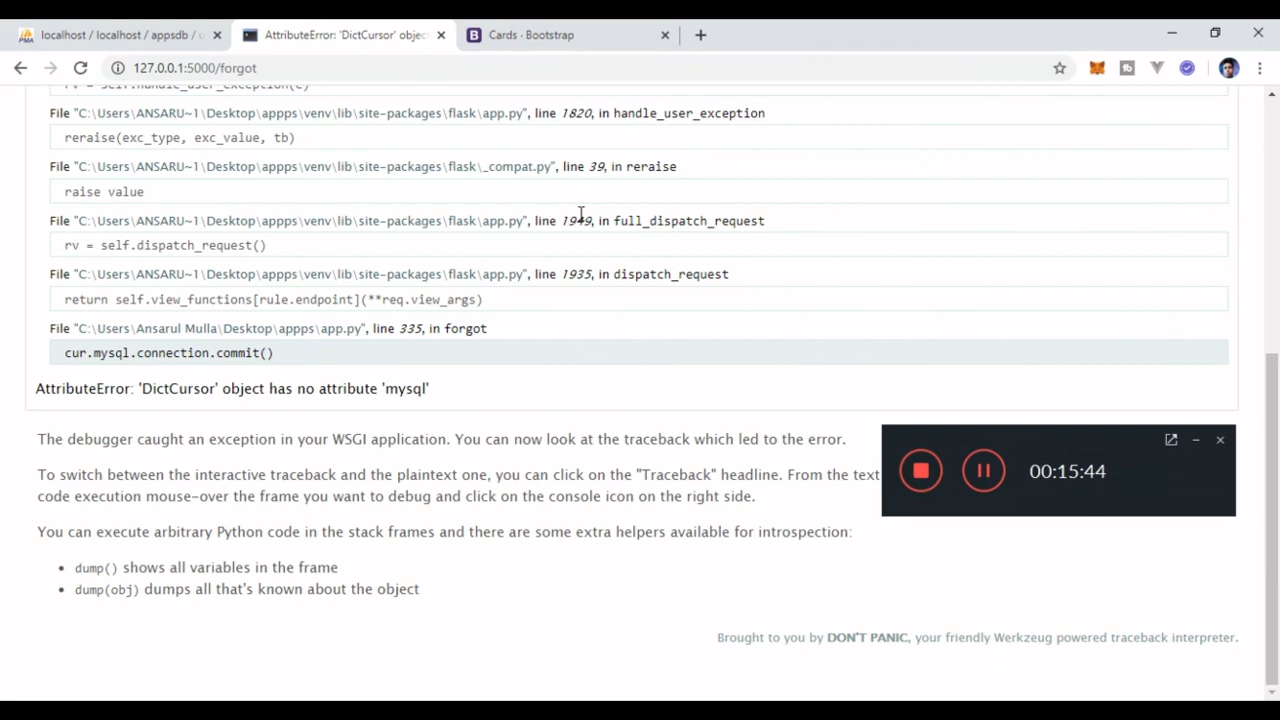 localhost / localhost / appsdb / u
AttributeError: 'DictCursor' objec
Cards · Bootstrap
127.0.0.1:5000/forgot
rv = self.handle_user_exception(e)
File "C:\Users\ANSARU~1\Desktop\appps\venv\lib\site-packages\flask\app.py", line 1820, in handle_user_exception
reraise(exc_type, exc_value, tb)
File "C:\Users\ANSARU~1\Desktop\appps\venv\lib\site-packages\flask\_compat.py", line 39, in reraise
raise value
File "C:\Users\ANSARU~1\Desktop\appps\venv\lib\site-packages\flask\app.py", line 1949, in full_dispatch_request
rv = self.dispatch_request()
File "C:\Users\ANSARU~1\Desktop\appps\venv\lib\site-packages\flask\app.py", line 1935, in dispatch_request
return self.view_functions[rule.endpoint](**req.view_args)
File "C:\Users\Ansarul Mulla\Desktop\appps\app.py", line 335, in forgot
cur.mysql.connection.commit()
AttributeError: 'DictCursor' object has no attribute 'mysql'
The debugger caught an exception in your WSGI application. You can now look at the traceback which led to the error.
To switch between the interactive traceback and the plaintext one, you can click on the "Traceback" headline. From the text
00:15:44
code execution mouse-over the frame you want to debug and click on the console icon on the right side.
You can execute arbitrary Python code in the stack frames and there are some extra helpers available for introspection:
• dump() shows all variables in the frame
• dump(obj) dumps all that's known about the object
Brought to you by DON'T PANIC, your friendly Werkzeug powered traceback interpreter.